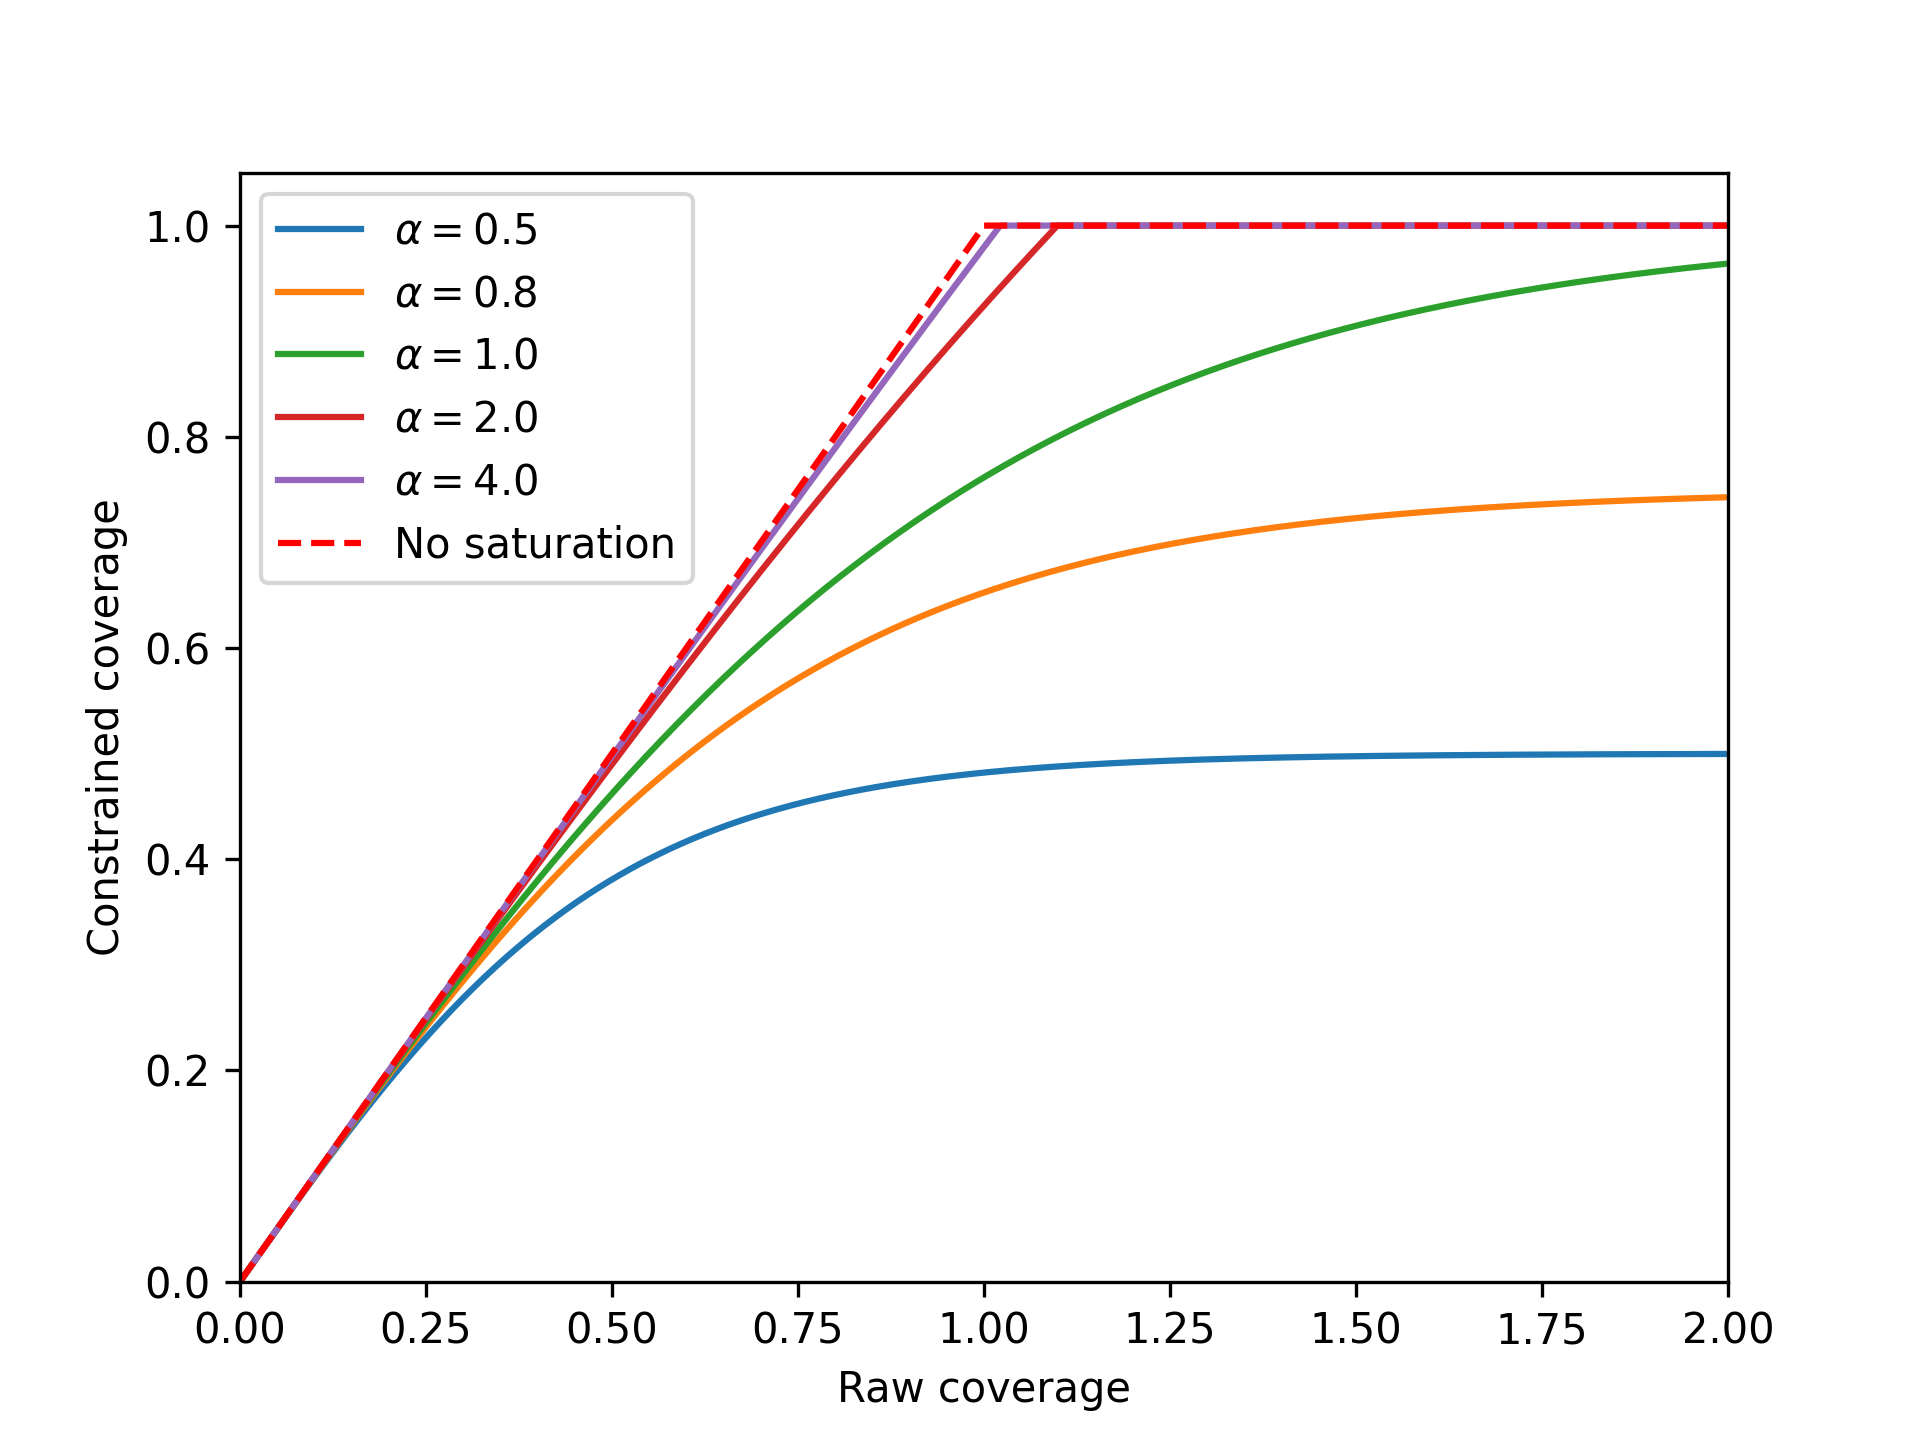 α = 0.5
α = 0.8
α = 1.0
α = 2.0
α = 4.0
No saturation
1.0
0.8
0.6
0.4
0.2
0.0
Constrained coverage
0.00 0.25 0.50 0.75 1.00 1.25 1.50 1.75 2.00
Raw coverage